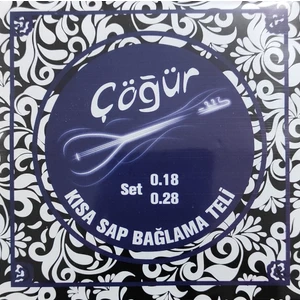 Çöğür
Set 0.18
0.28
KISA SAP BAĞLAMA TELİ